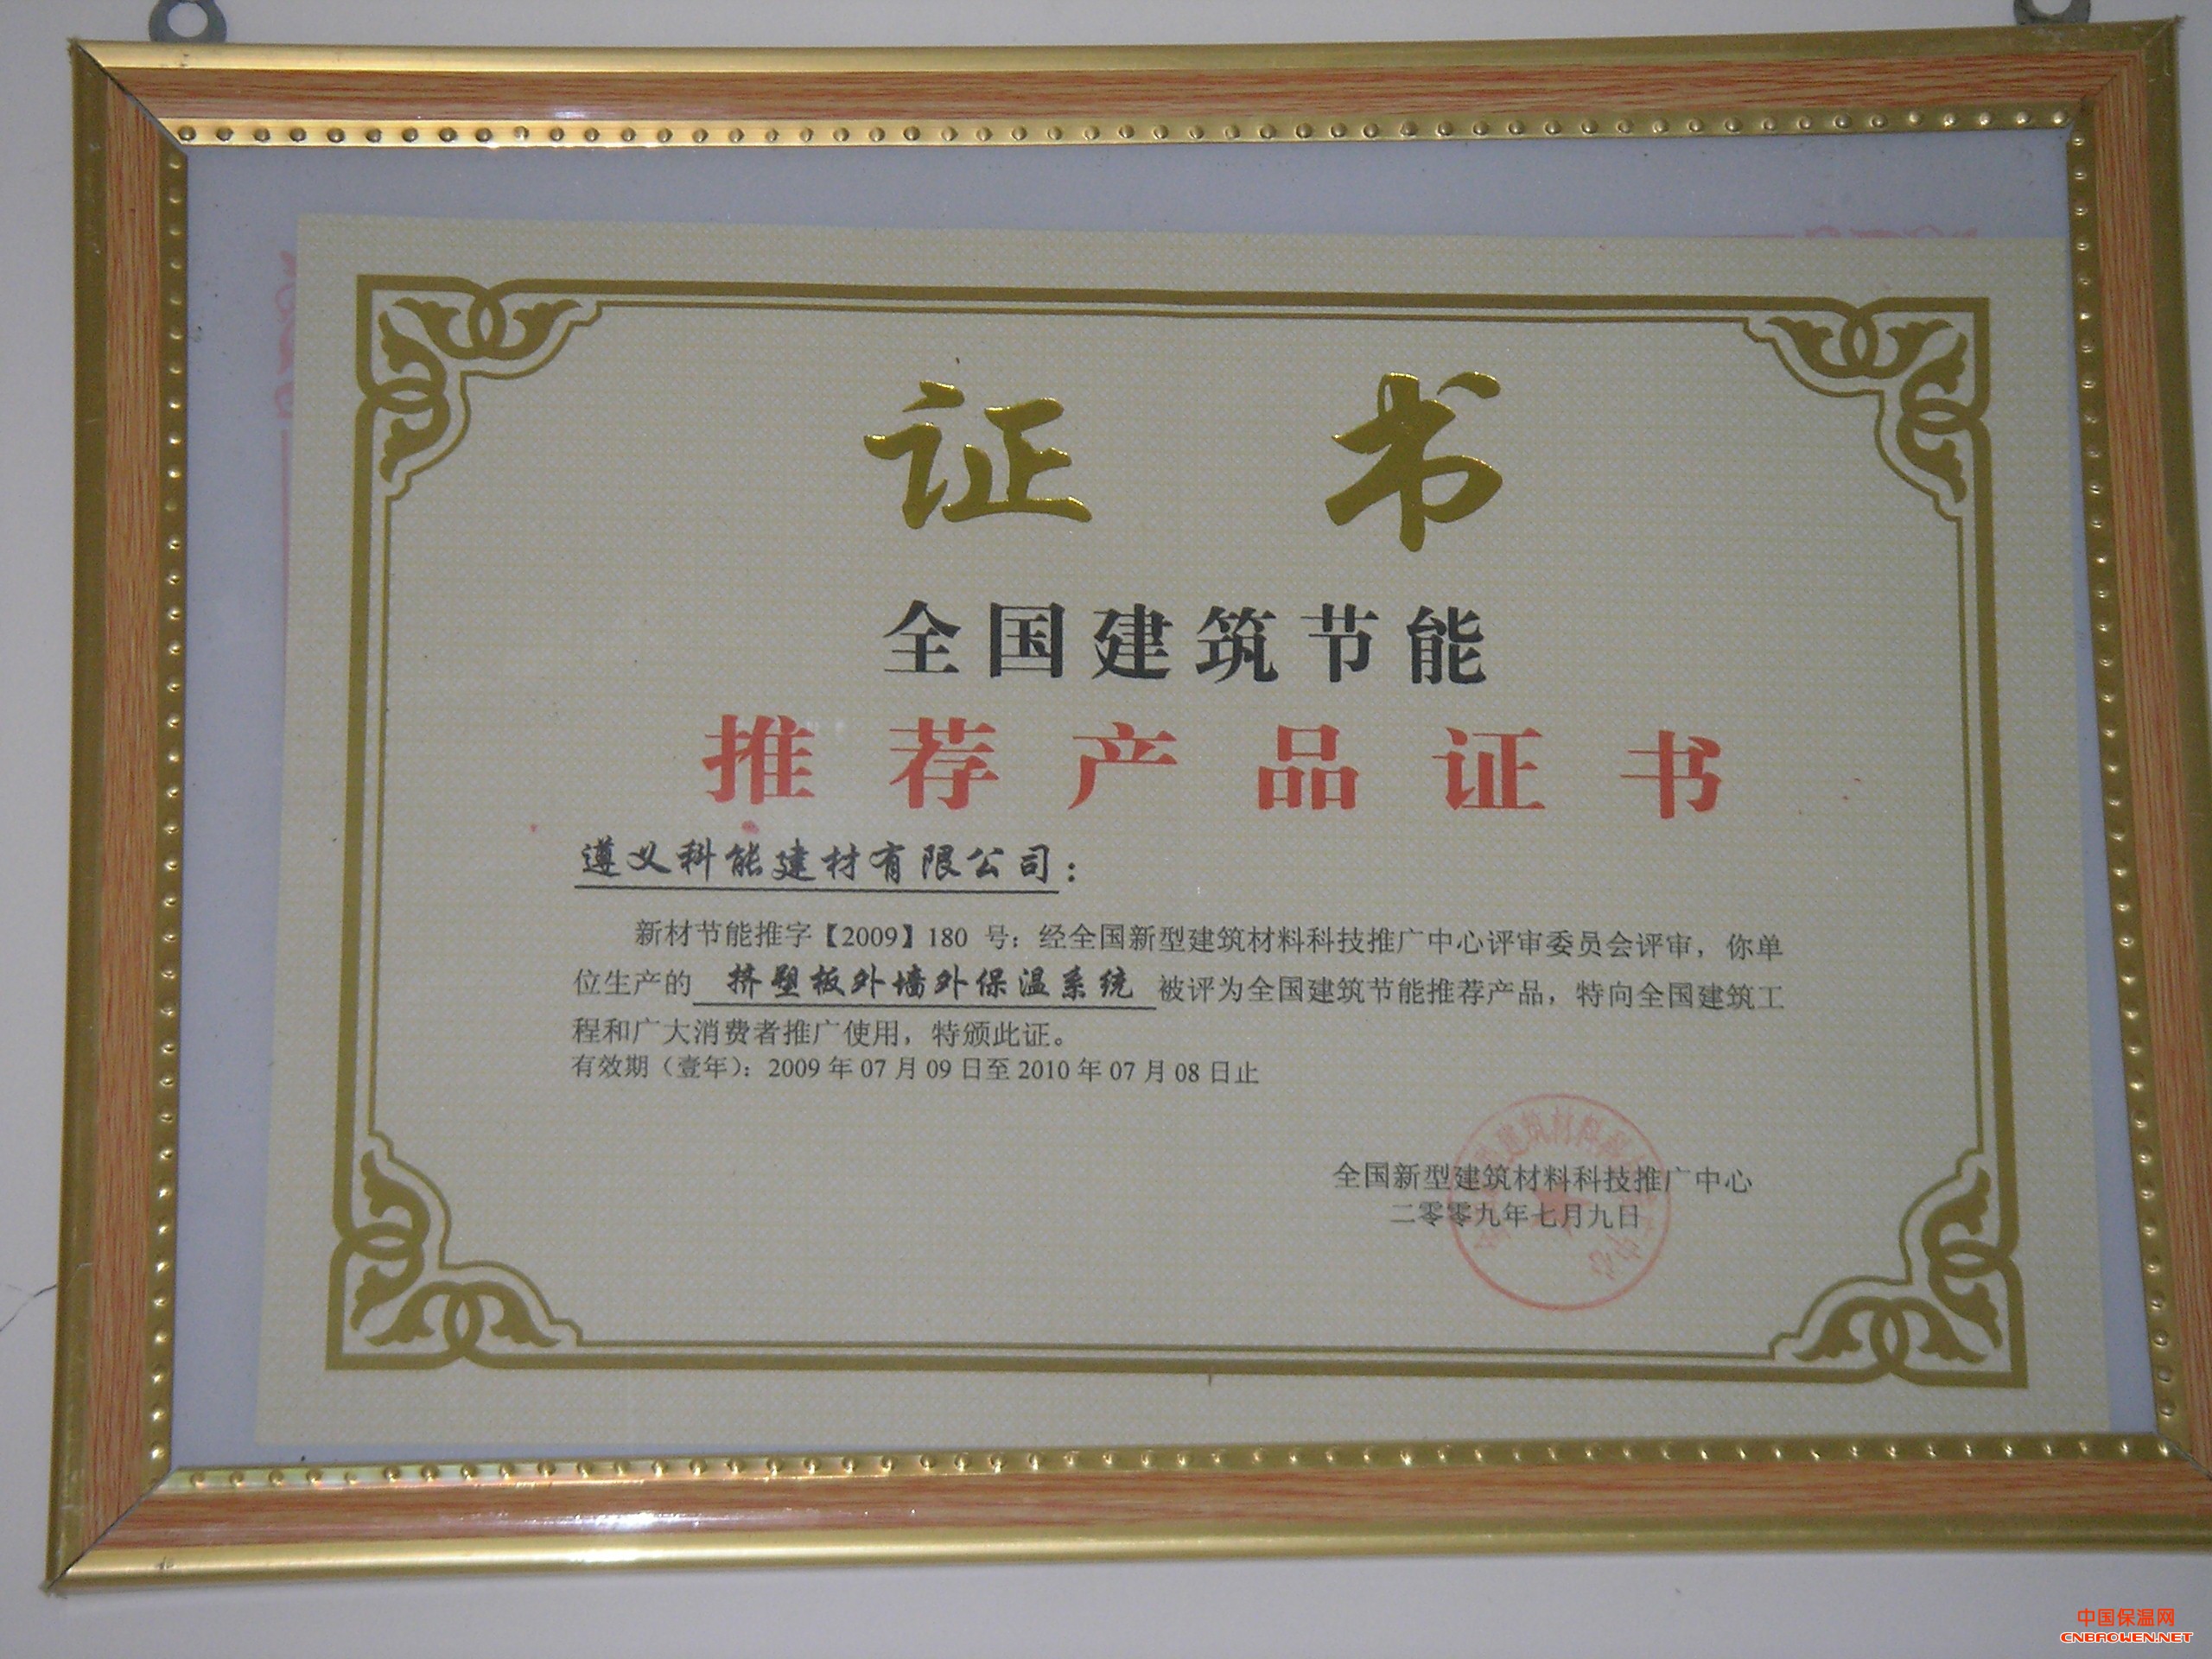 证 书
全国建筑节能
推荐产品证书
遵义科能建材有限公司：
新材节能推字【2009】180 号：经全国新型建筑材料科技推广中心评审委员会评审，你单
位生产的 挤塑板外墙外保温系统 被评为全国建筑节能推荐产品，特向全国建筑工
程和广大消费者推广使用，特颁此证。
有效期（壹年）：2009 年 07 月 09 日至 2010 年 07 月 08 日止
全国新型建筑材料科技推广中心
二零零九年七月九日
中国保温网
CNBAOWEN.NET